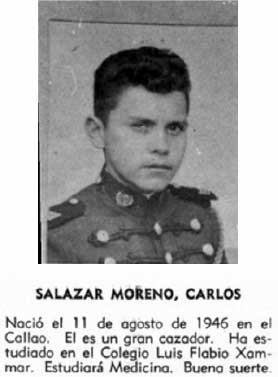 SALAZAR MORENO, CARLOS
Nació el 11 de agosto de 1946 en el
Callao. El es un gran cazador. Ha es-
tudiado en el Colegio Luis Flabio Xam-
mar. Estudiará Medicina. Buena suerte